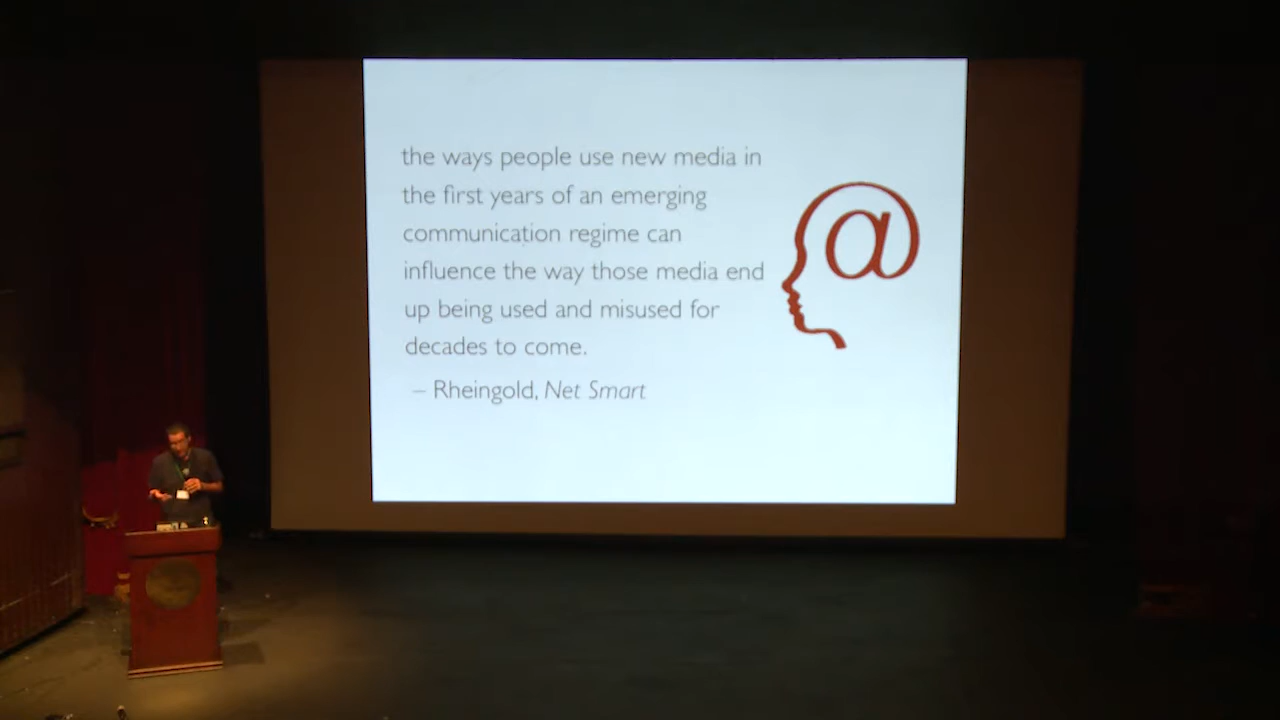 the ways people use new media in
the first years of an emerging
communication regime can
influence the way those media end
up being used and misused for
decades to come.
– Rheingold, Net Smart
@